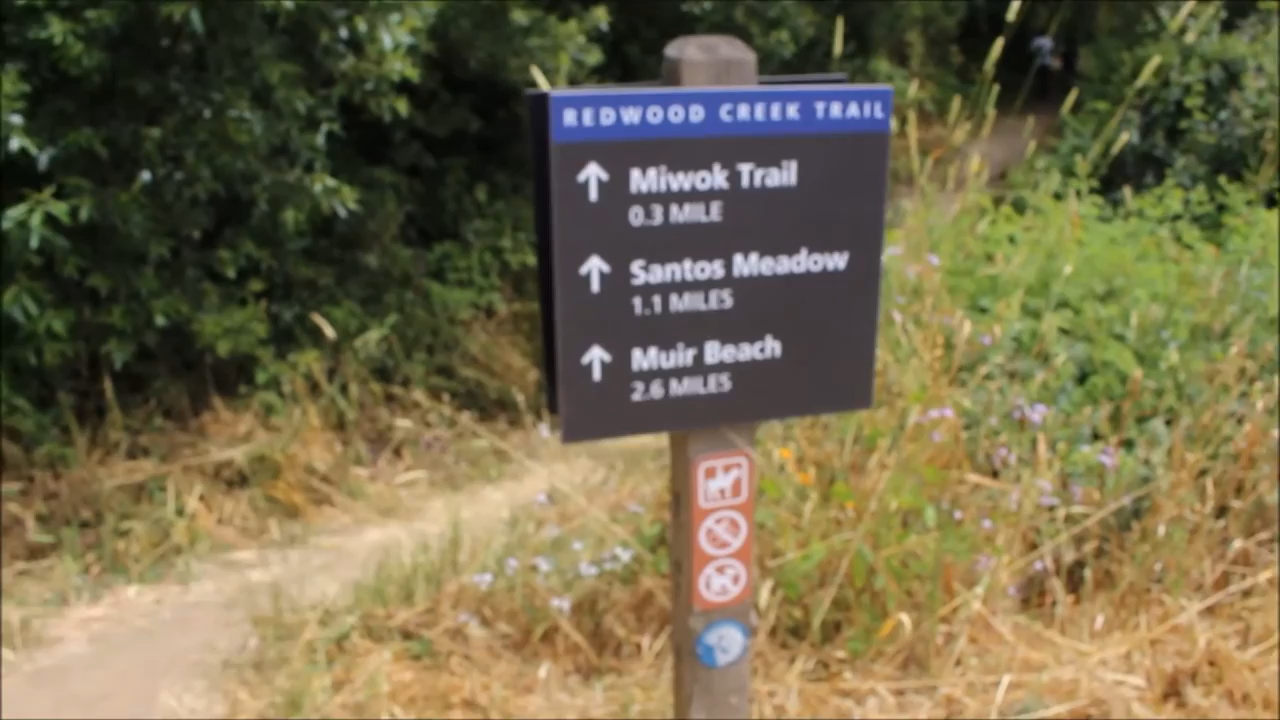 REDWOOD CREEK TRAIL
Miwok Trail
0.3 MILE
Santos Meadow
1.1 MILES
Muir Beach
2.6 MILES